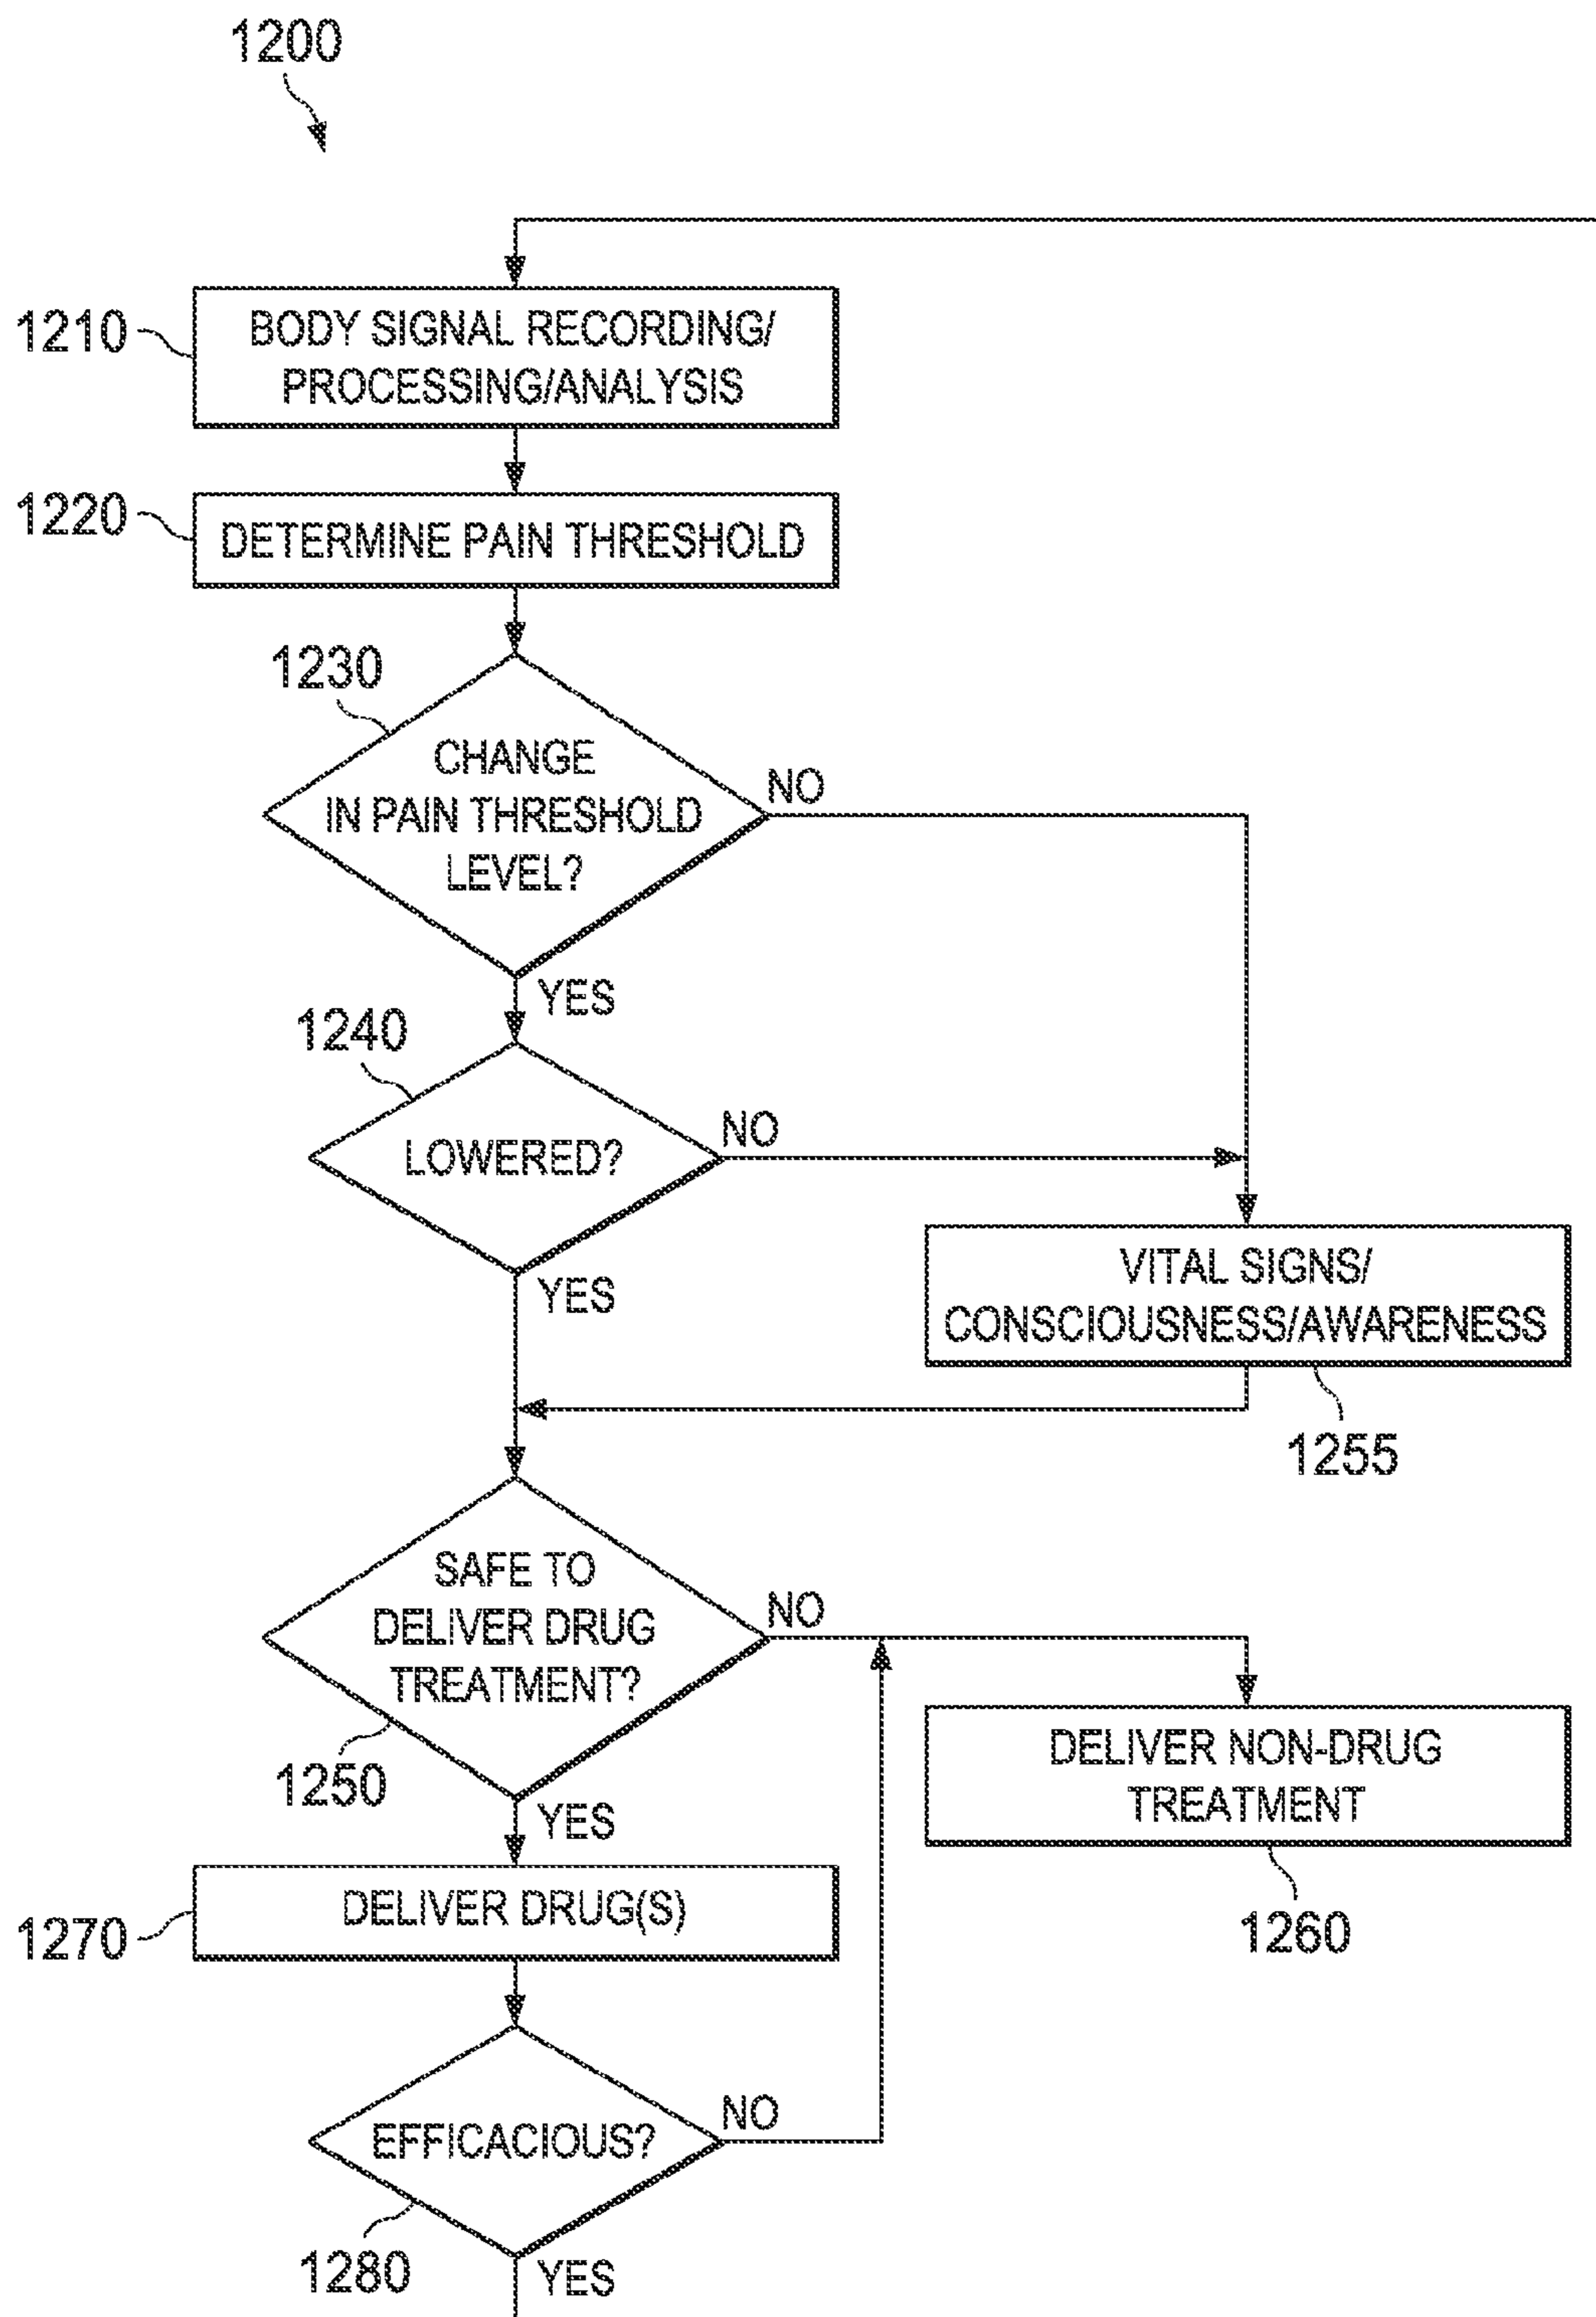 1200
1210
BODY SIGNAL RECORDING/
PROCESSING/ANALYSIS
1220
DETERMINE PAIN THRESHOLD
1230
CHANGE
IN PAIN THRESHOLD
LEVEL?
NO
YES
1240
LOWERED?
NO
YES
VITAL SIGNS/
CONSCIOUSNESS/AWARENESS
1255
SAFE TO
DELIVER DRUG
TREATMENT?
NO
1250
YES
DELIVER NON-DRUG
TREATMENT
1260
1270
DELIVER DRUG(S)
EFFICACIOUS?
NO
1280
YES